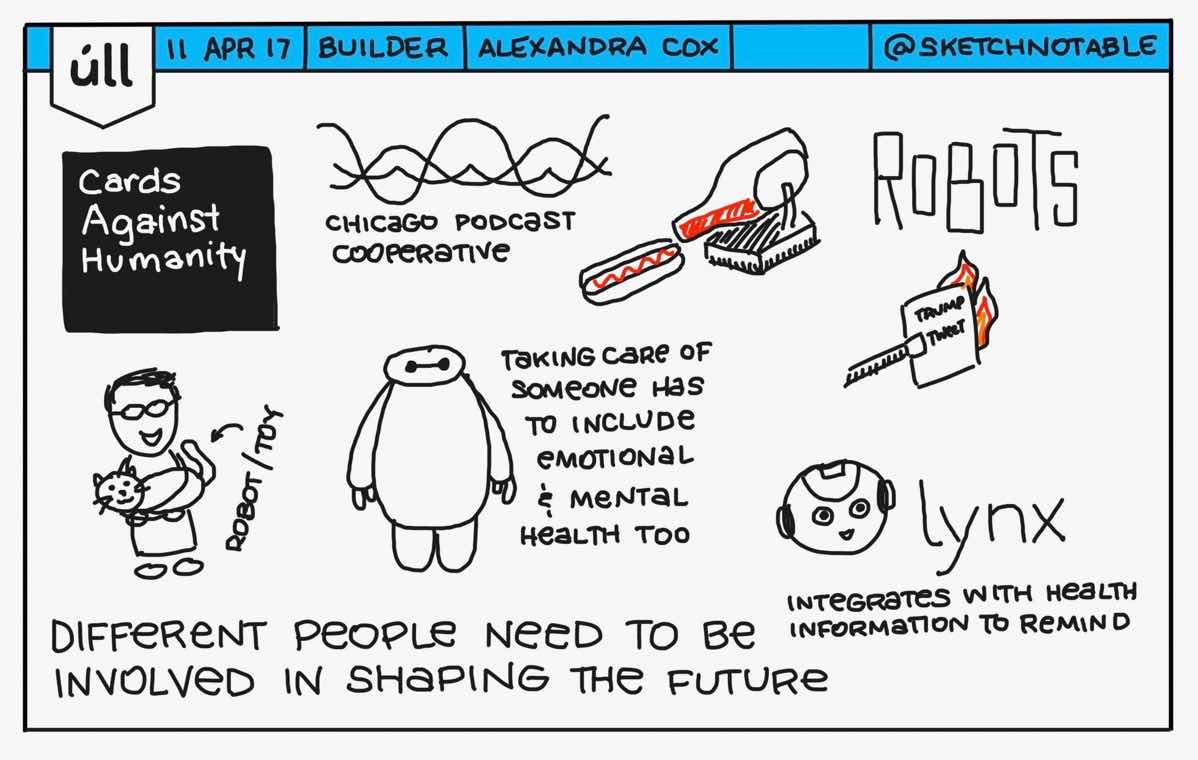 úll
11 APR 17
BUILDER
ALEXANDRA COX
@SKETCHNOTABLE
Cards
Against
Humanity
CHICAGO PODCAST
COOPERATIVE
ROBOTS
TRUMP
TWEET
ROBOT/TOY
TAKING CARE OF
SOMEONE HAS
TO INCLUDE
EMOTIONAL
& MENTAL
HEALTH TOO
lynx
INTEGRATES WITH HEALTH
INFORMATION TO REMIND
DIFFERENT PEOPLE NEED TO BE
INVOLVED IN SHAPING THE FUTURE